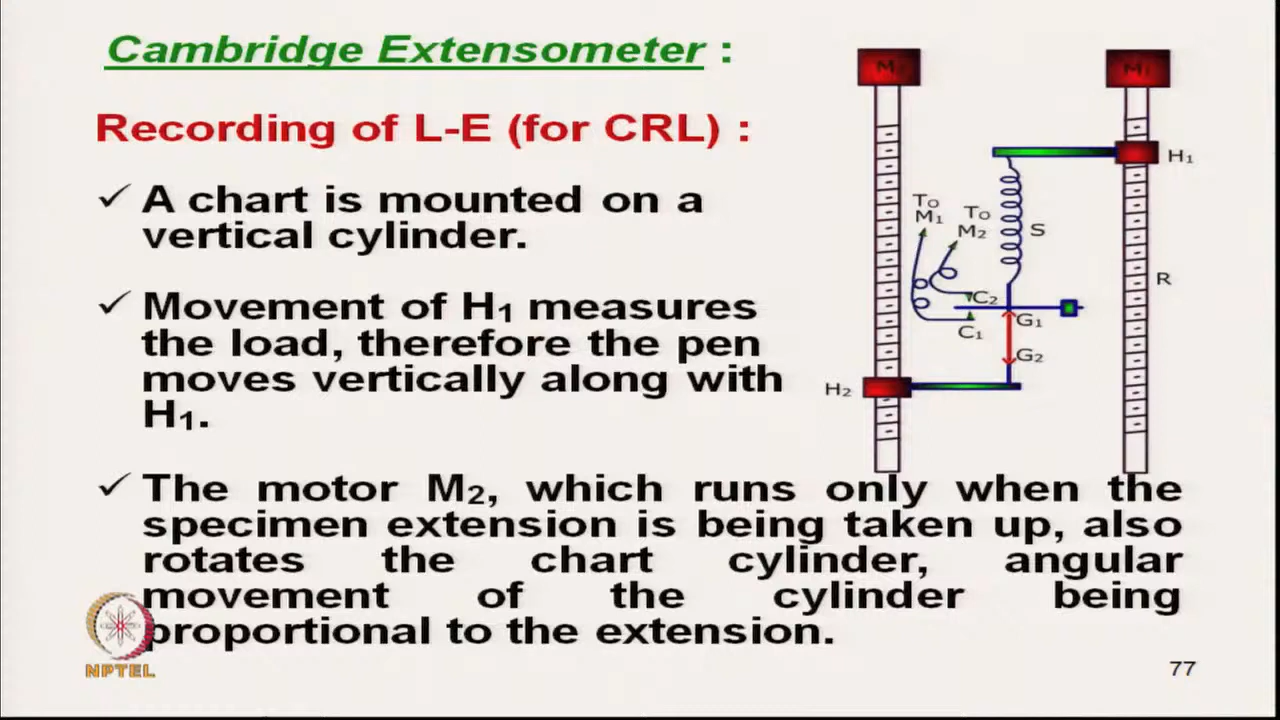 Cambridge Extensometer :
Recording of L-E (for CRL) :
✓ A chart is mounted on a
vertical cylinder.
✓ Movement of H₁ measures
the load, therefore the pen
moves vertically along with
H₁.
✓ The motor M₂, which runs only when the
specimen extension is being taken up, also
rotates the chart cylinder, angular
movement of the cylinder being
proportional to the extension.
M₁
H₁
To
M₁
To
M₂
S
R
C₂
C₁
G₁
G₂
H₂
NPTEL
77